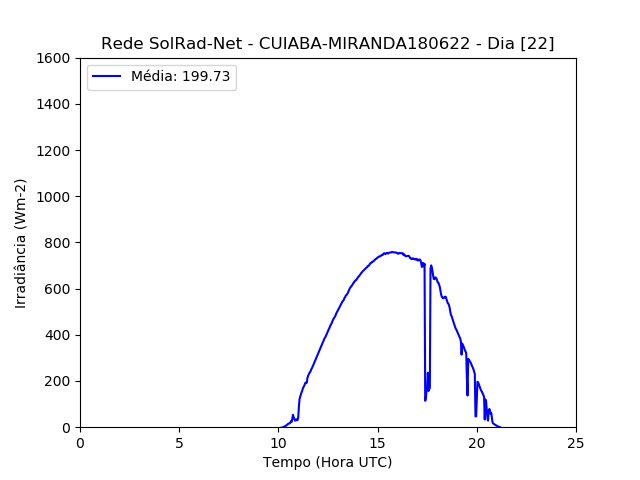 Rede SolRad-Net - CUIABA-MIRANDA180622 - Dia [22]
Média: 199.73
1600
1400
1200
1000
800
600
400
200
0
Irradiância (Wm-2)
0 5 10 15 20 25
Tempo (Hora UTC)